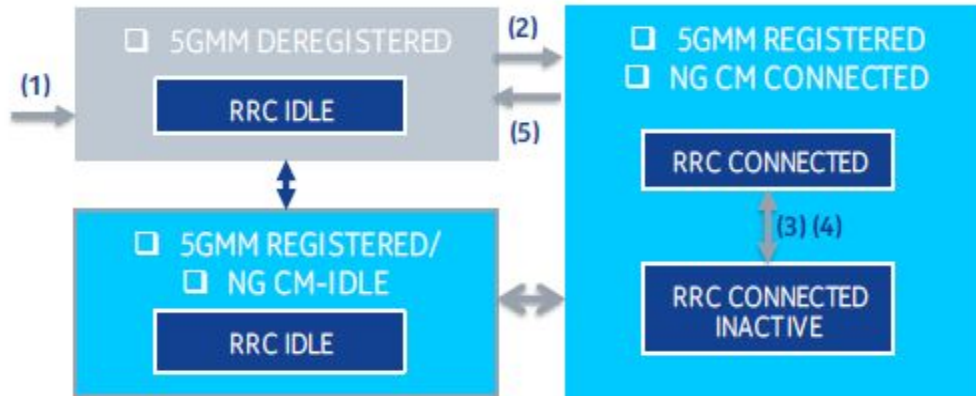 5GMM DEREGISTERED
(1)
RRC IDLE
(2)
(5)
5GMM REGISTERED
NG CM CONNECTED
RRC CONNECTED
(3) (4)
RRC CONNECTED
INACTIVE
5GMM REGISTERED/
NG CM-IDLE
RRC IDLE